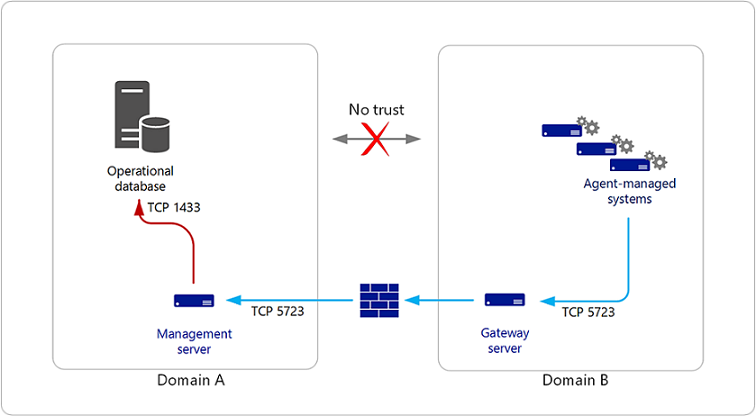 No trust
Operational
database
TCP 1433
Agent-managed
systems
TCP 5723
TCP 5723
Management
server
Gateway
server
Domain A
Domain B